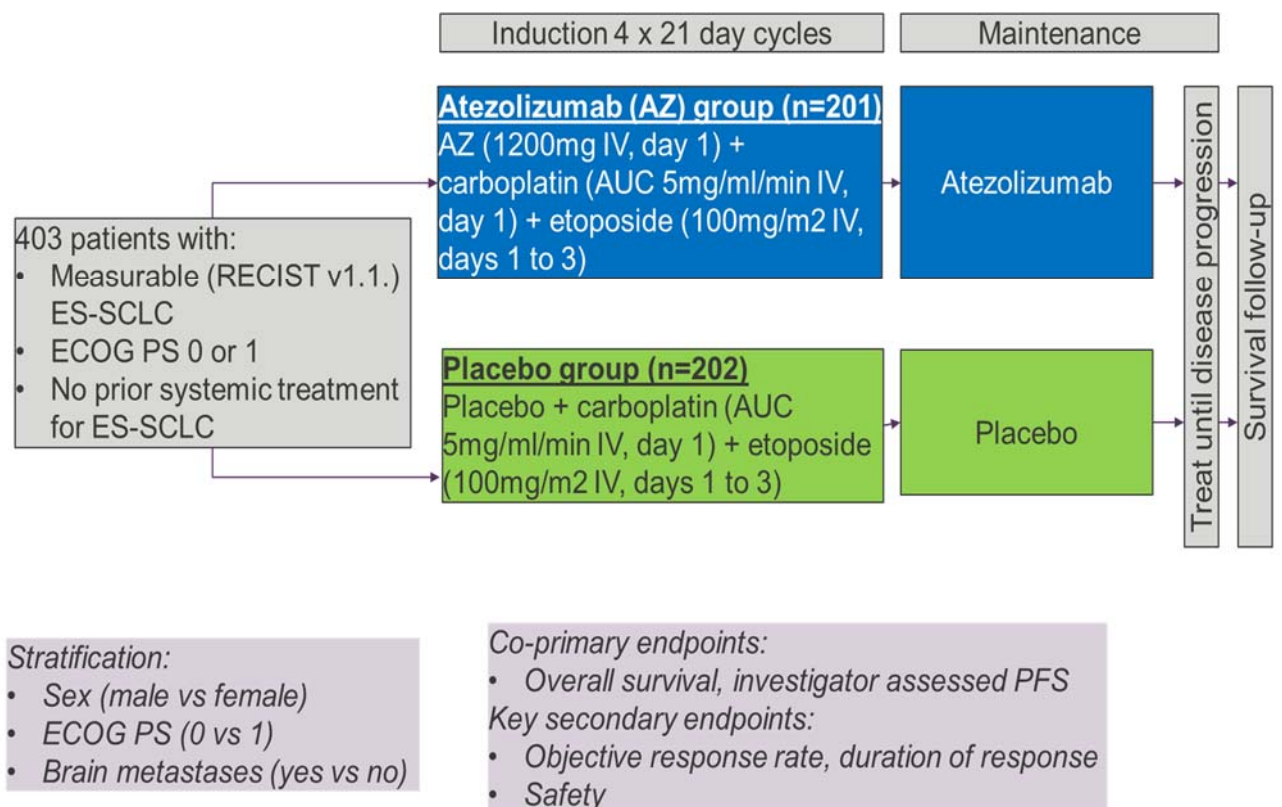 Induction 4 x 21 day cycles
Maintenance
403 patients with:
• Measurable (RECIST v1.1.)
ES-SCLC
• ECOG PS 0 or 1
• No prior systemic treatment
for ES-SCLC
Atezolizumab (AZ) group (n=201)
AZ (1200mg IV, day 1) +
carboplatin (AUC 5mg/ml/min IV,
day 1) + etoposide (100mg/m2 IV,
days 1 to 3)
Atezolizumab
Placebo group (n=202)
Placebo + carboplatin (AUC
5mg/ml/min IV, day 1) + etoposide
(100mg/m2 IV, days 1 to 3)
Placebo
Treat until disease progression
Survival follow-up
Stratification:
• Sex (male vs female)
• ECOG PS (0 vs 1)
• Brain metastases (yes vs no)
Co-primary endpoints:
• Overall survival, investigator assessed PFS
Key secondary endpoints:
• Objective response rate, duration of response
• Safety